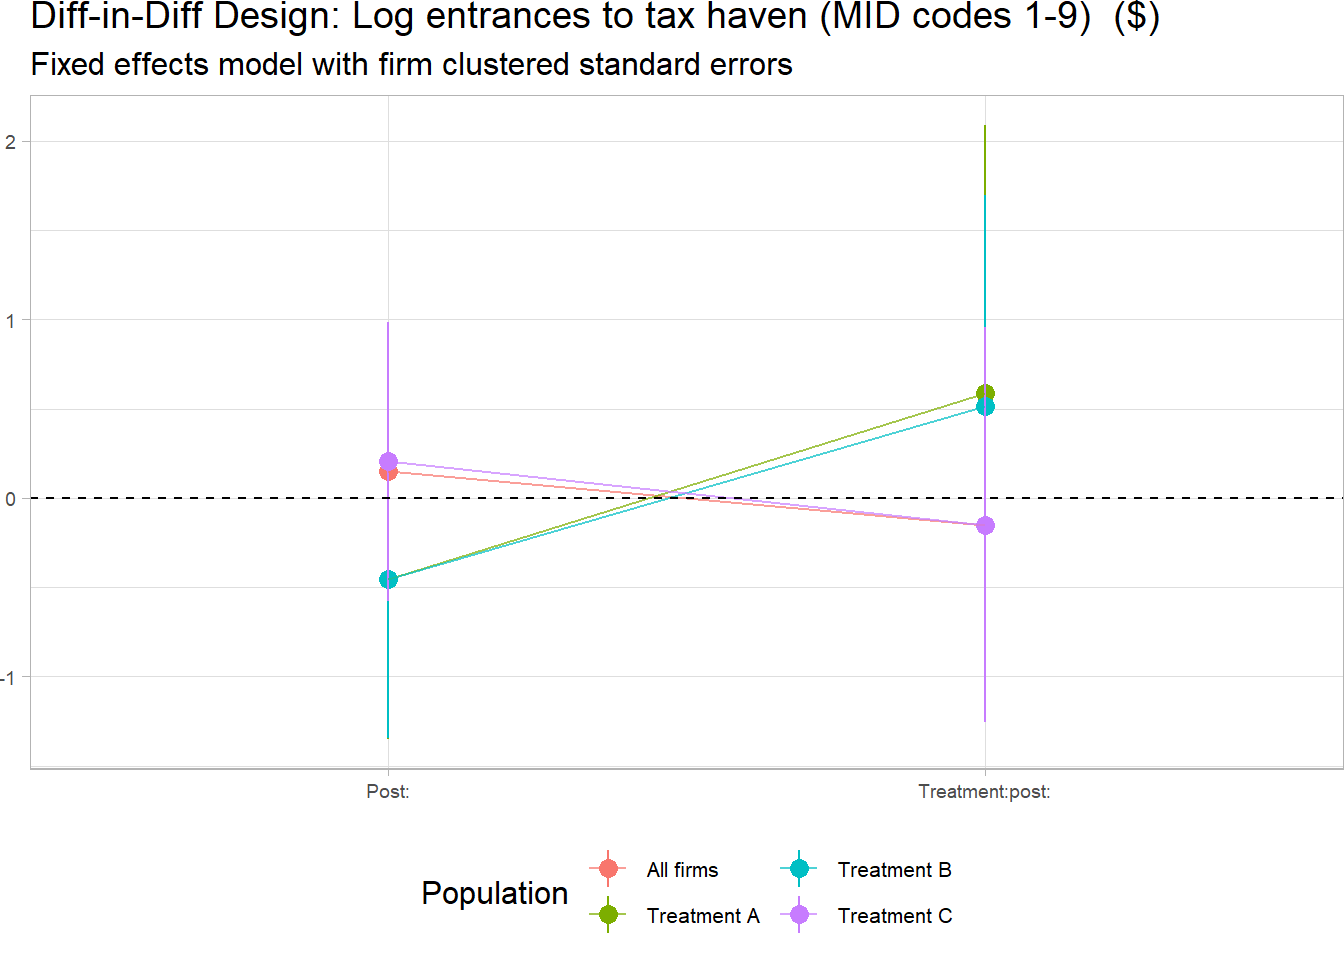 Diff-in-Diff Design: Log entrances to tax haven (MID codes 1-9)  ($)
Fixed effects model with firm clustered standard errors
2
1
0
-1
Post:
Treatment:post:
Population
All firms
Treatment A
Treatment B
Treatment C